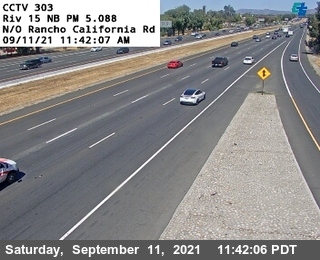 CCTV 303
Riv 15 NB PM 5.088
N/O Rancho California Rd
09/11/21 11:42:07 AM
Saturday, September 11, 2021 11:42:06 PDT